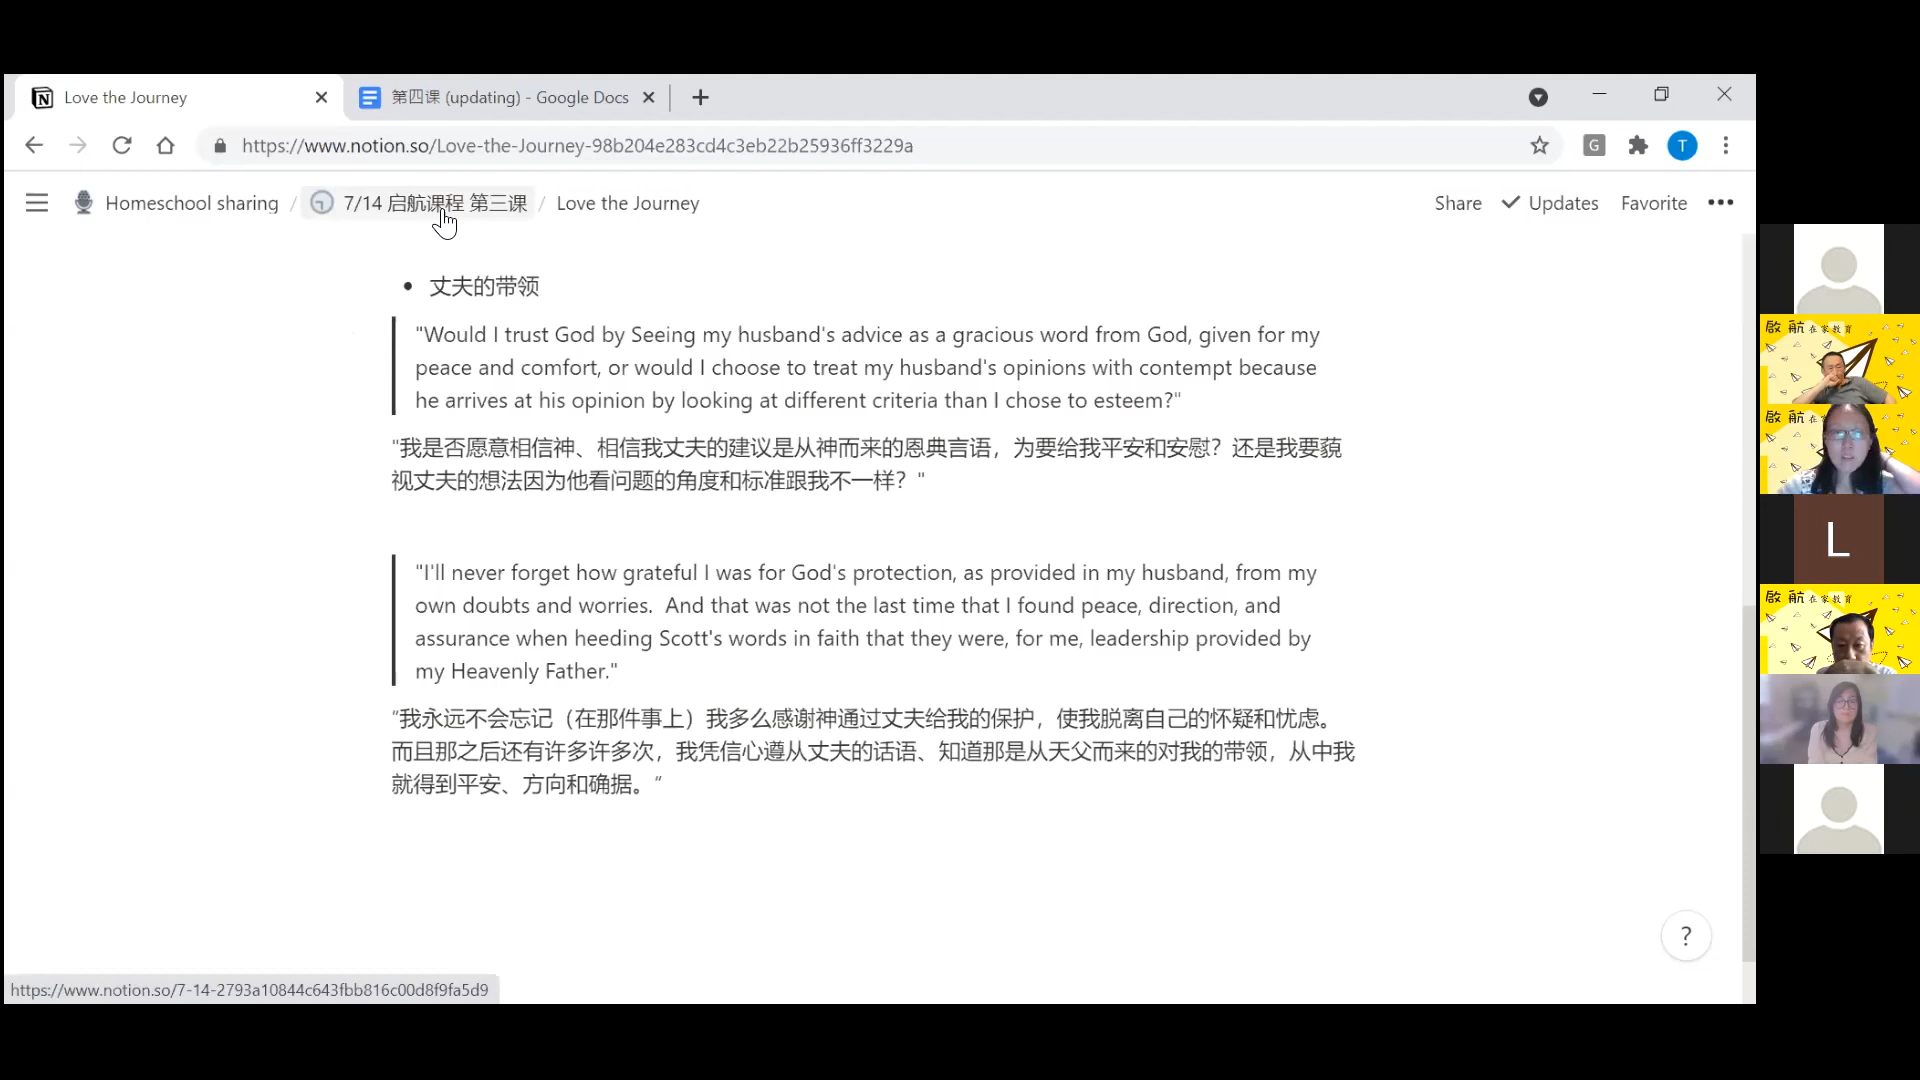 Love the Journey
第四课 (updating) - Google Docs
https://www.notion.so/Love-the-Journey-98b204e283cd4c3eb22b25936ff3229a
G
T
Homeschool sharing / 7/14 启航课程 第三课 / Love the Journey
Share Updates Favorite
丈夫的带领
"Would I trust God by Seeing my husband's advice as a gracious word from God, given for my
peace and comfort, or would I choose to treat my husband's opinions with contempt because
he arrives at his opinion by looking at different criteria than I chose to esteem?"
"我是否愿意相信神、相信我丈夫的建议是从神而来的恩典言语，为要给我平安和安慰？还是我要藐
视丈夫的想法因为他看问题的角度和标准跟我不一样？"
"I'll never forget how grateful I was for God's protection, as provided in my husband, from my
own doubts and worries.  And that was not the last time that I found peace, direction, and
assurance when heeding Scott's words in faith that they were, for me, leadership provided by
my Heavenly Father."
“我永远不会忘记（在那件事上）我多么感谢神通过丈夫给我的保护，使我脱离自己的怀疑和忧虑。
而且那之后还有许多许多次，我凭信心遵从丈夫的话语、知道那是从天父而来的对我的带领，从中我
就得到平安、方向和确据。“
?
https://www.notion.so/7-14-2793a10844c643fbb816c00d8f9fa5d9
啟航在家教育
啟航在
L
啟航在家教育